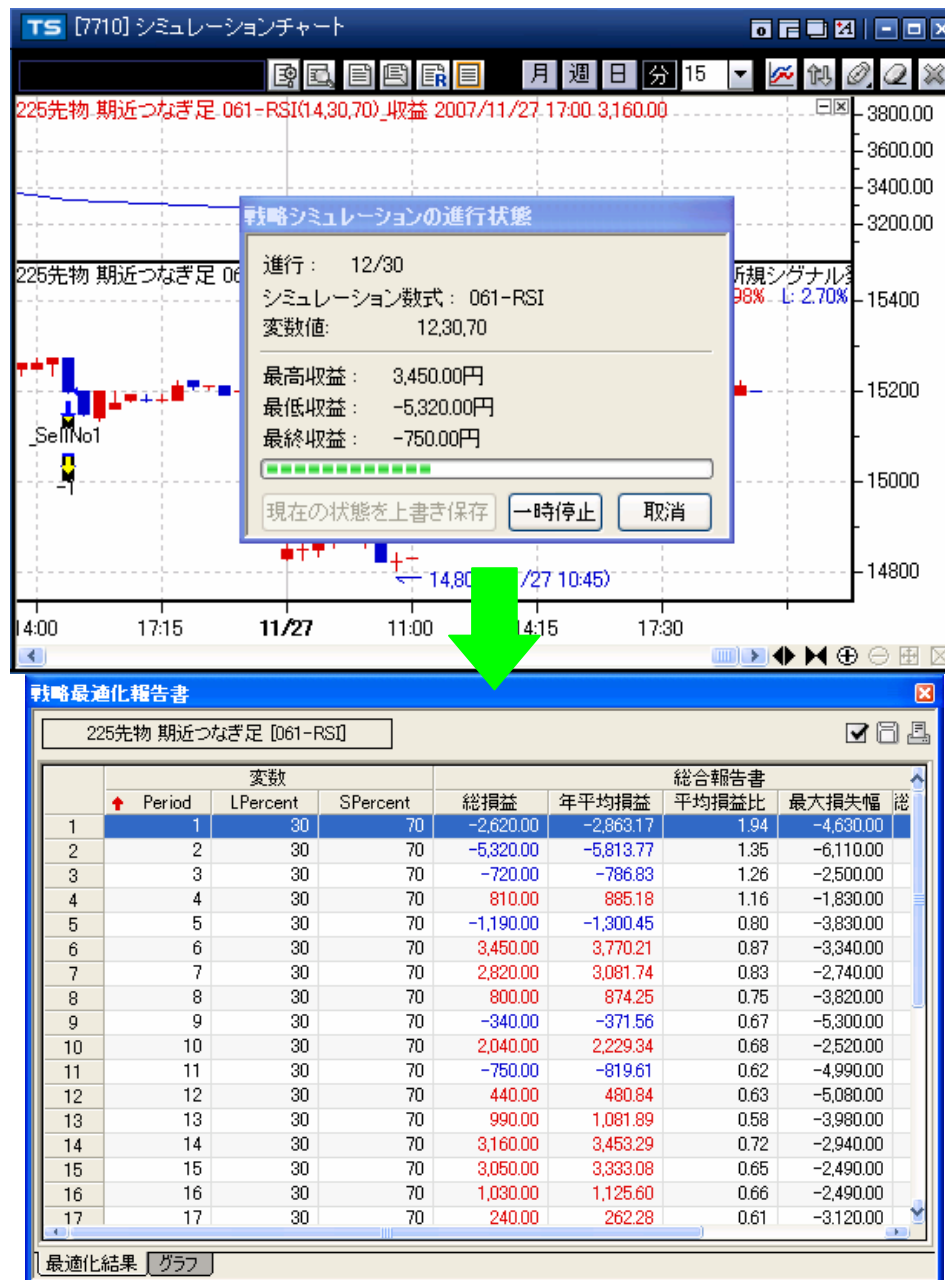 TS [7710] シミュレーションチャート
月 週 日 分 15
225先物 期近つなぎ足 061-RSI(14,30,70)_収益 2007/11/27 17:00 3,160.00
3800.00
3600.00
3400.00
3200.00
戦略シミュレーションの進行状態
進行: 12/30
シミュレーション数式: 061-RSI
変数値: 12,30,70
最高収益: 3,450.00円
最低収益: -5,320.00円
最終収益: -750.00円
現在の状態を上書き保存 一時停止 取消
225先物 期近つなぎ足
新規シグナル
98% L: 2.70%
15400
15200
15000
14800
_SellNo1
-1
14,80 /27 10:45)
14:00 17:15 11/27 11:00 14:15 17:30
戦略最適化報告書
225先物 期近つなぎ足 [061-RSI]
変数 総合報告書
Period LPercent SPercent 総損益 年平均損益 平均損益比 最大損失幅 総
1 1 30 70 -2,620.00 -2,863.17 1.94 -4,630.00
2 2 30 70 -5,320.00 -5,813.77 1.35 -6,110.00
3 3 30 70 -720.00 -786.83 1.26 -2,500.00
4 4 30 70 810.00 885.18 1.16 -1,830.00
5 5 30 70 -1,190.00 -1,300.45 0.80 -3,830.00
6 6 30 70 3,450.00 3,770.21 0.87 -3,340.00
7 7 30 70 2,820.00 3,081.74 0.83 -2,740.00
8 8 30 70 800.00 874.25 0.75 -3,820.00
9 9 30 70 -340.00 -371.56 0.67 -5,300.00
10 10 30 70 2,040.00 2,229.34 0.68 -2,520.00
11 11 30 70 -750.00 -819.61 0.62 -4,990.00
12 12 30 70 440.00 480.84 0.63 -5,080.00
13 13 30 70 990.00 1,081.89 0.58 -3,980.00
14 14 30 70 3,160.00 3,453.29 0.72 -2,940.00
15 15 30 70 3,050.00 3,333.08 0.65 -2,490.00
16 16 30 70 1,030.00 1,125.60 0.66 -2,490.00
17 17 30 70 240.00 262.28 0.61 -3,120.00
最適化結果 グラフ